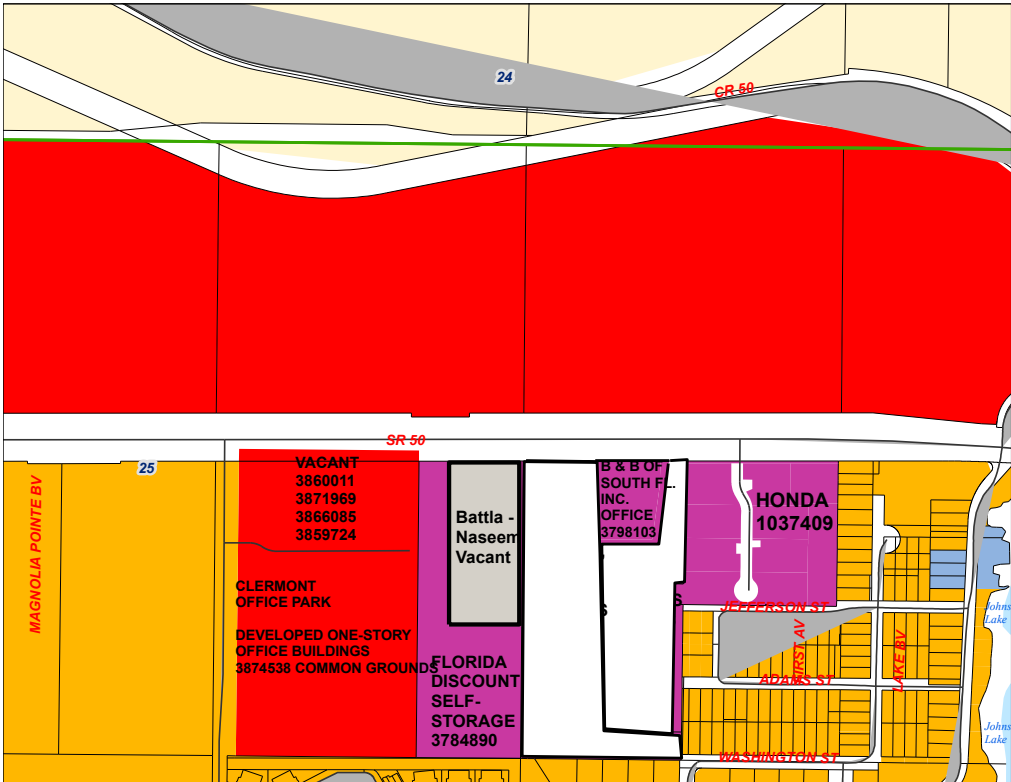 24
CR 50
SR 50
25
MAGNOLIA POINTE BV
VACANT
3860011
3871969
3866085
3859724
CLERMONT
OFFICE PARK
DEVELOPED ONE-STORY
OFFICE BUILDINGS
3874538 COMMON GROUNDS
Battla -
Naseem
Vacant
FLORIDA
DISCOUNT
SELF-
STORAGE
3784890
B & B OF
SOUTH FL.
INC.
OFFICE
3798103
S
S
HONDA
1037409
JEFFERSON ST
FIRST AV
ADAMS ST
LAKE BV
WASHINGTON ST
Johns
Lake
Johns
Lake